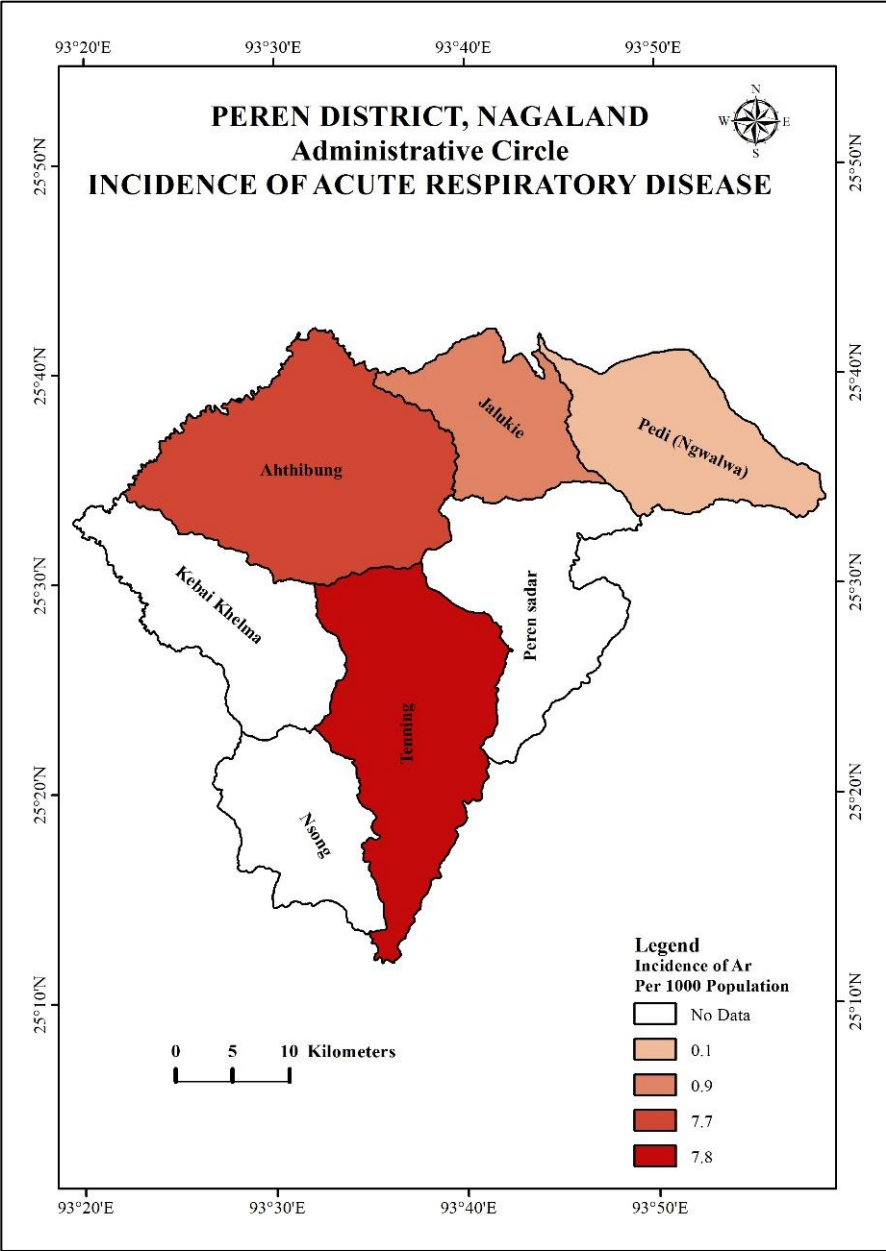 93°20'E 93°30'E 93°40'E 93°50'E
PEREN DISTRICT, NAGALAND
Administrative Circle
INCIDENCE OF ACUTE RESPIRATORY DISEASE
N
W E
S
25°50'N 25°50'N
25°40'N 25°40'N
Jalukie
Pedi (Ngwalwa)
Ahthibung
25°30'N 25°30'N
Kebai Khelma
Peren sadar
Tenning
25°20'N 25°20'N
Nsong
Legend
Incidence of Ar
Per 1000 Population
25°10'N 25°10'N
No Data
0.1
0.9
7.7
7.8
0 5 10 Kilometers
93°20'E 93°30'E 93°40'E 93°50'E